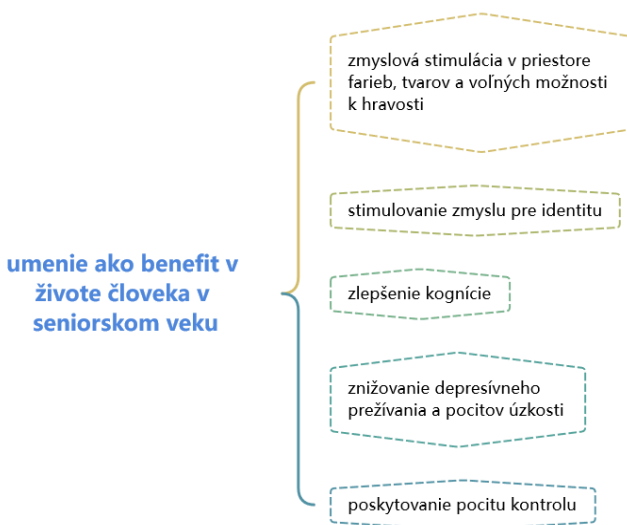 umenie ako benefit v
živote človeka v
seniorskom veku
zmyslová stimulácia v priestore
farieb, tvarov a voľných možnosti
k hravosti
stimulovanie zmyslu pre identitu
zlepšenie kognície
znižovanie depresívneho
prežívania a pocitov úzkosti
poskytovanie pocitu kontrolu